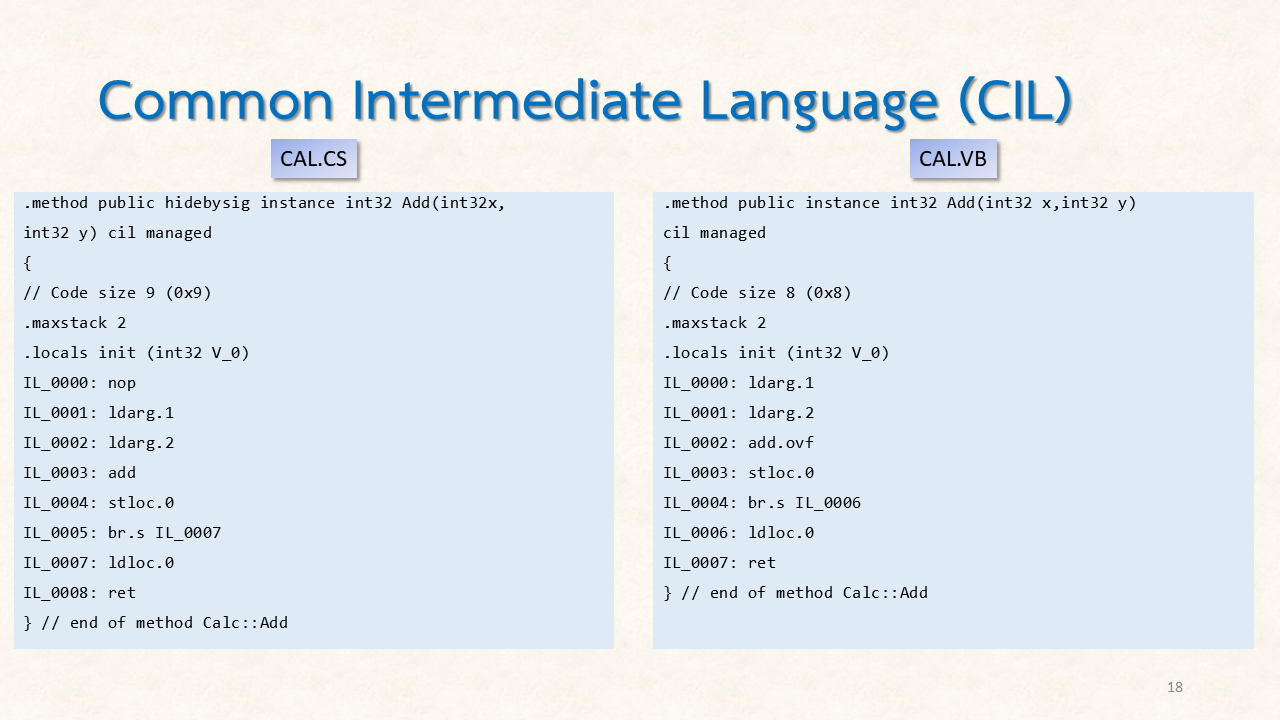 Common Intermediate Language (CIL)
CAL.CS
.method public hidebysig instance int32 Add(int32x,
int32 y) cil managed
{
// Code size 9 (0x9)
.maxstack 2
.locals init (int32 V_0)
IL_0000: nop
IL_0001: ldarg.1
IL_0002: ldarg.2
IL_0003: add
IL_0004: stloc.0
IL_0005: br.s IL_0007
IL_0007: ldloc.0
IL_0008: ret
} // end of method Calc::Add
CAL.VB
.method public instance int32 Add(int32 x,int32 y)
cil managed
{
// Code size 8 (0x8)
.maxstack 2
.locals init (int32 V_0)
IL_0000: ldarg.1
IL_0001: ldarg.2
IL_0002: add.ovf
IL_0003: stloc.0
IL_0004: br.s IL_0006
IL_0006: ldloc.0
IL_0007: ret
} // end of method Calc::Add
18